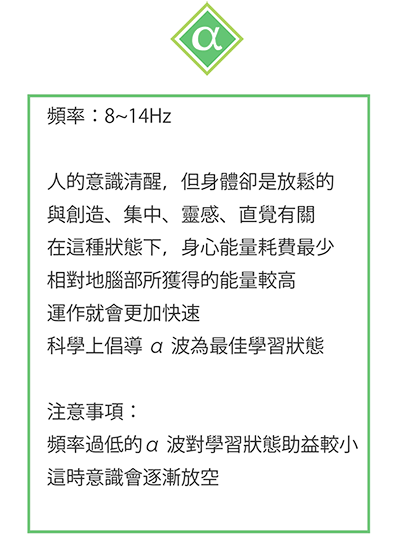 α
頻率：8~14Hz
人的意識清醒，但身體卻是放鬆的
與創造、集中、靈感、直覺有關
在這種狀態下，身心能量耗費最少
相對地腦部所獲得的能量較高
運作就會更加快速
科學上倡導 α 波為最佳學習狀態
注意事項：
頻率過低的 α 波對學習狀態助益較小
這時意識會逐漸放空